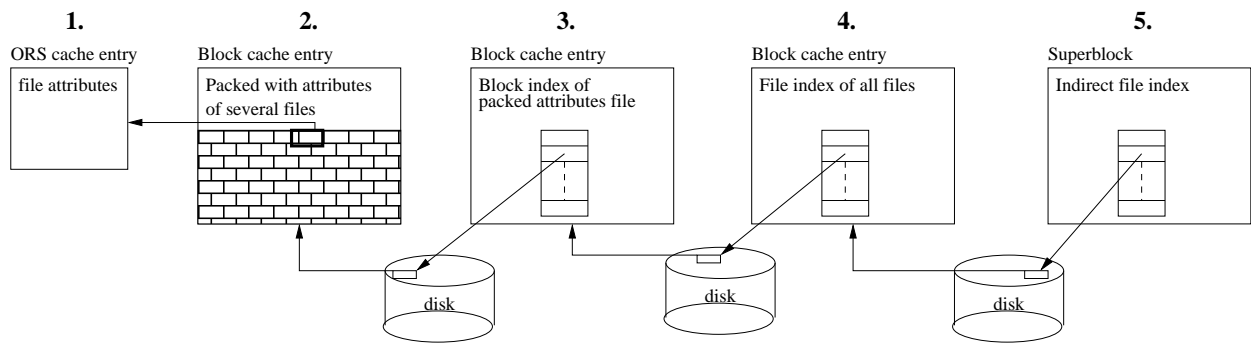 1.
ORS cache entry
file attributes
2.
Block cache entry
Packed with attributes
of several files
3.
Block cache entry
Block index of
packed attributes file
4.
Block cache entry
File index of all files
5.
Superblock
Indirect file index
disk
disk
disk